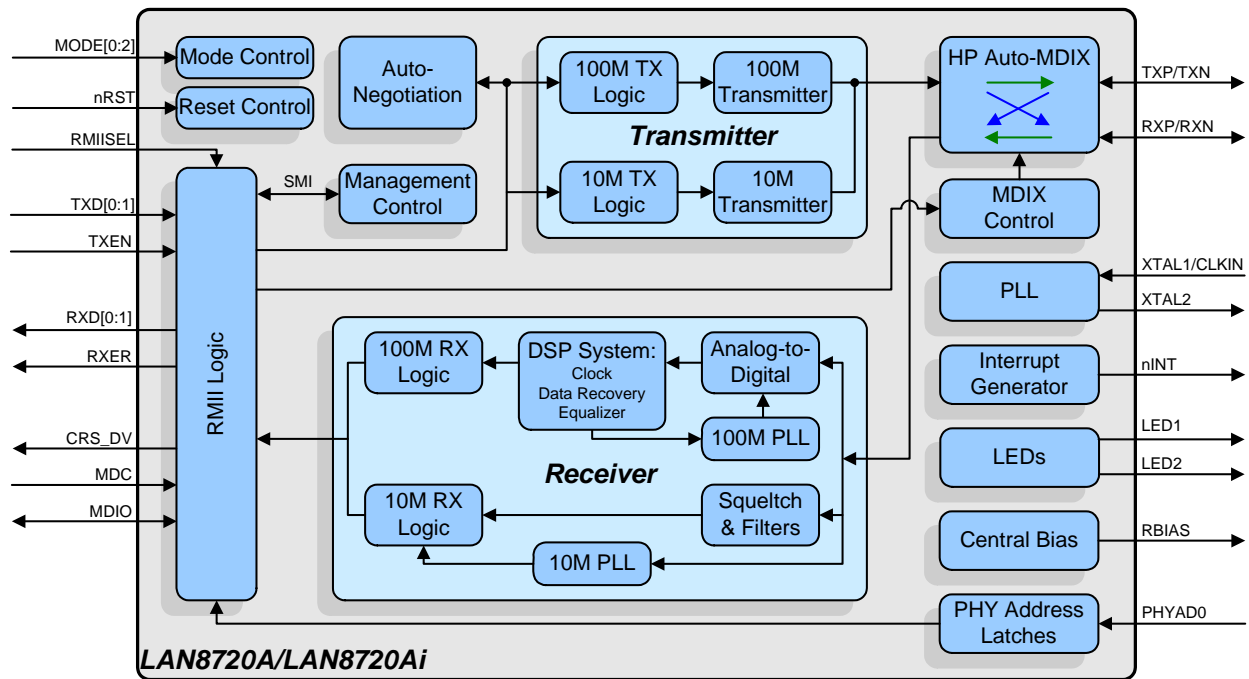 MODE[0:2]
nRST
RMIISEL
TXD[0:1]
TXEN
RXD[0:1]
RXER
CRS_DV
MDC
MDIO
Mode Control
Reset Control
RMII Logic
SMI
Auto-
Negotiation
Management
Control
100M TX
Logic
100M
Transmitter
Transmitter
10M TX
Logic
10M
Transmitter
100M RX
Logic
DSP System:
Clock
Data Recovery
Equalizer
Analog-to-
Digital
100M PLL
Receiver
10M RX
Logic
Squeltch
& Filters
10M PLL
HP Auto-MDIX
MDIX
Control
PLL
Interrupt
Generator
LEDs
Central Bias
PHY Address
Latches
TXP/TXN
RXP/RXN
XTAL1/CLKIN
XTAL2
nINT
LED1
LED2
RBIAS
PHYAD0
LAN8720A/LAN8720Ai